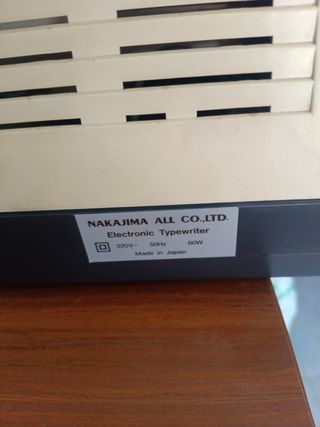 NAKAJIMA ALL CO.,LTD.
Electronic Typewriter
220V~ 50Hz 60W
Made in Japan